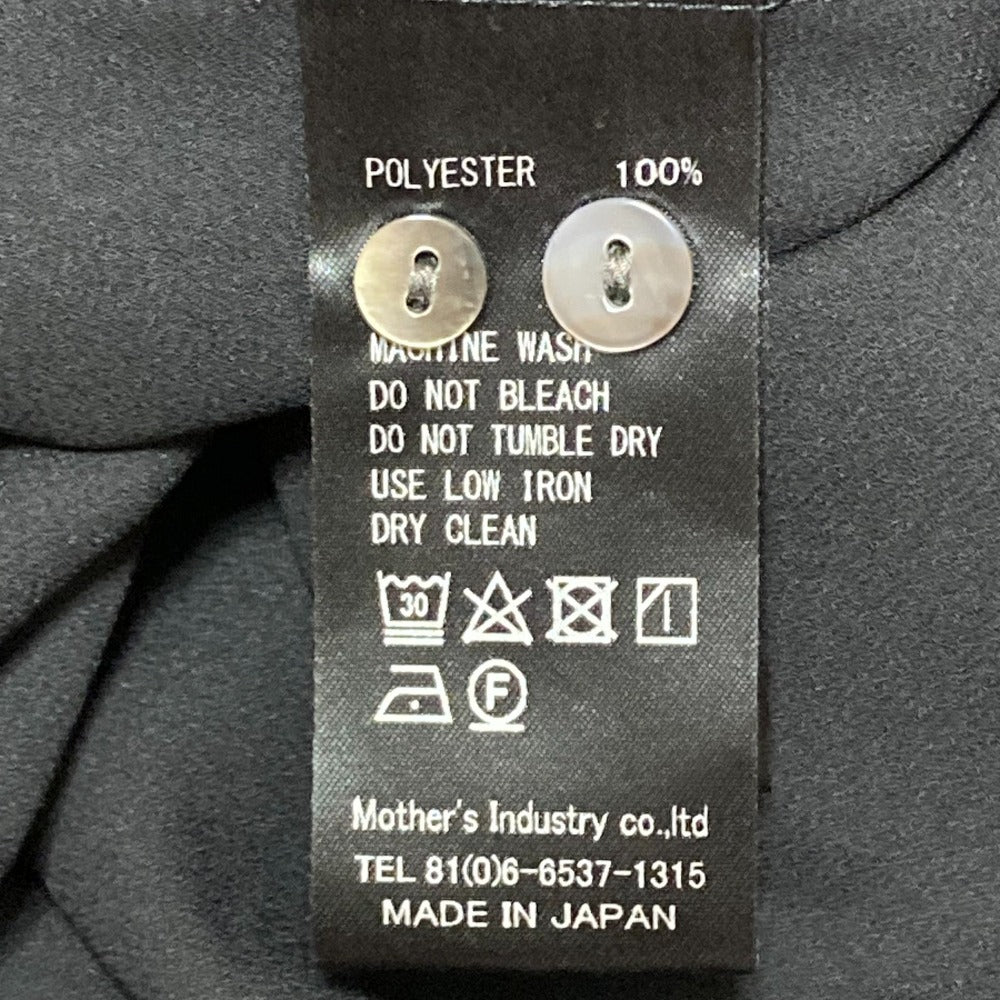 POLYESTER 100%
MACHINE WASH
DO NOT BLEACH
DO NOT TUMBLE DRY
USE LOW IRON
DRY CLEAN
30
F
Mother's Industry co.,ltd
TEL 81(0)6-6537-1315
MADE IN JAPAN